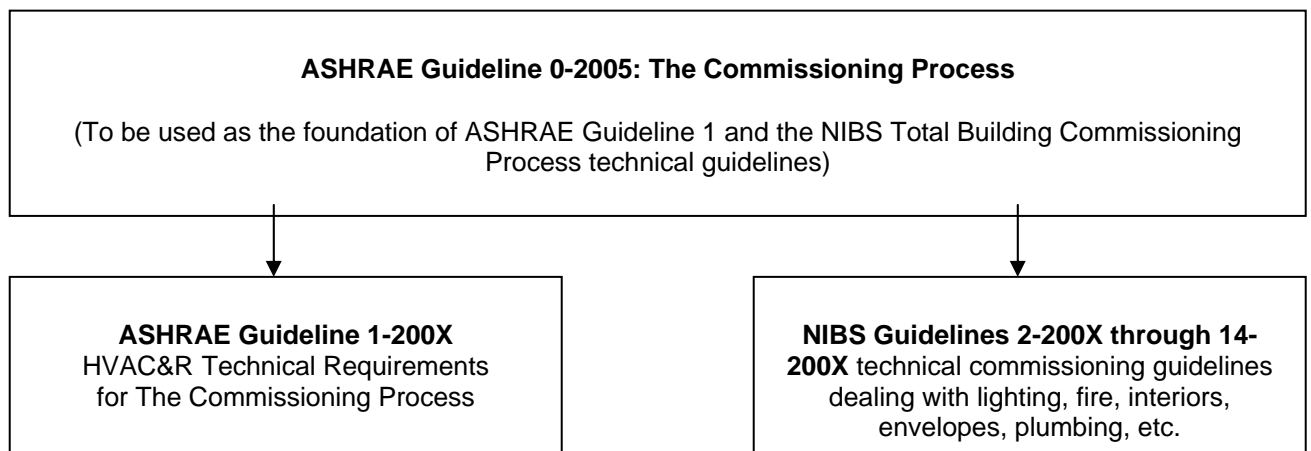 ASHRAE Guideline 0-2005: The Commissioning Process
(To be used as the foundation of ASHRAE Guideline 1 and the NIBS Total Building Commissioning
Process technical guidelines)
ASHRAE Guideline 1-200X
HVAC&R Technical Requirements
for The Commissioning Process
NIBS Guidelines 2-200X through 14-
200X technical commissioning guidelines
dealing with lighting, fire, interiors,
envelopes, plumbing, etc.